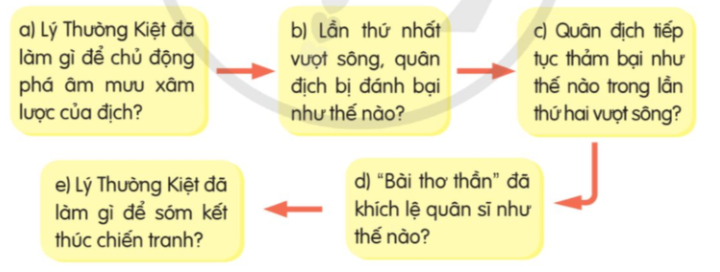 a) Lý Thường Kiệt đã
làm gì để chủ động
phá âm mưu xâm
lược của địch?
b) Lần thứ nhất
vượt sông, quân
địch bị đánh bại
như thế nào?
c) Quân địch tiếp
tục thảm bại như
thế nào trong lần
thứ hai vượt sông?
d) “Bài thơ thần” đã
khích lệ quân sĩ như
thế nào?
e) Lý Thường Kiệt đã
làm gì để sớm kết
thúc chiến tranh?